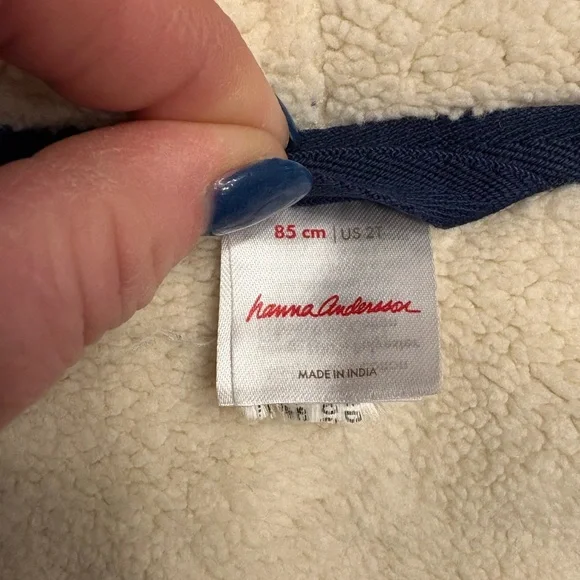 85 cm | US 2T
hanna Andersson
MADE IN INDIA